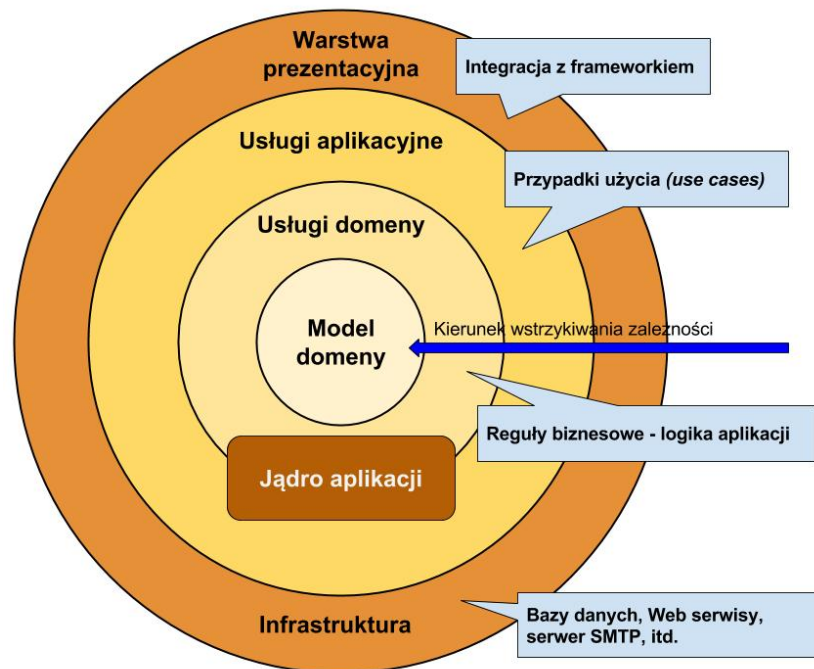 Warstwa
prezentacyjna
Integracja z frameworkiem
Usługi aplikacyjne
Przypadki użycia (use cases)
Usługi domeny
Model
domeny
Kierunek wstrzykiwania zalezności
Reguły biznesowe - logika aplikacji
Jądro aplikacji
Infrastruktura
Bazy danych, Web serwisy,
serwer SMTP, itd.